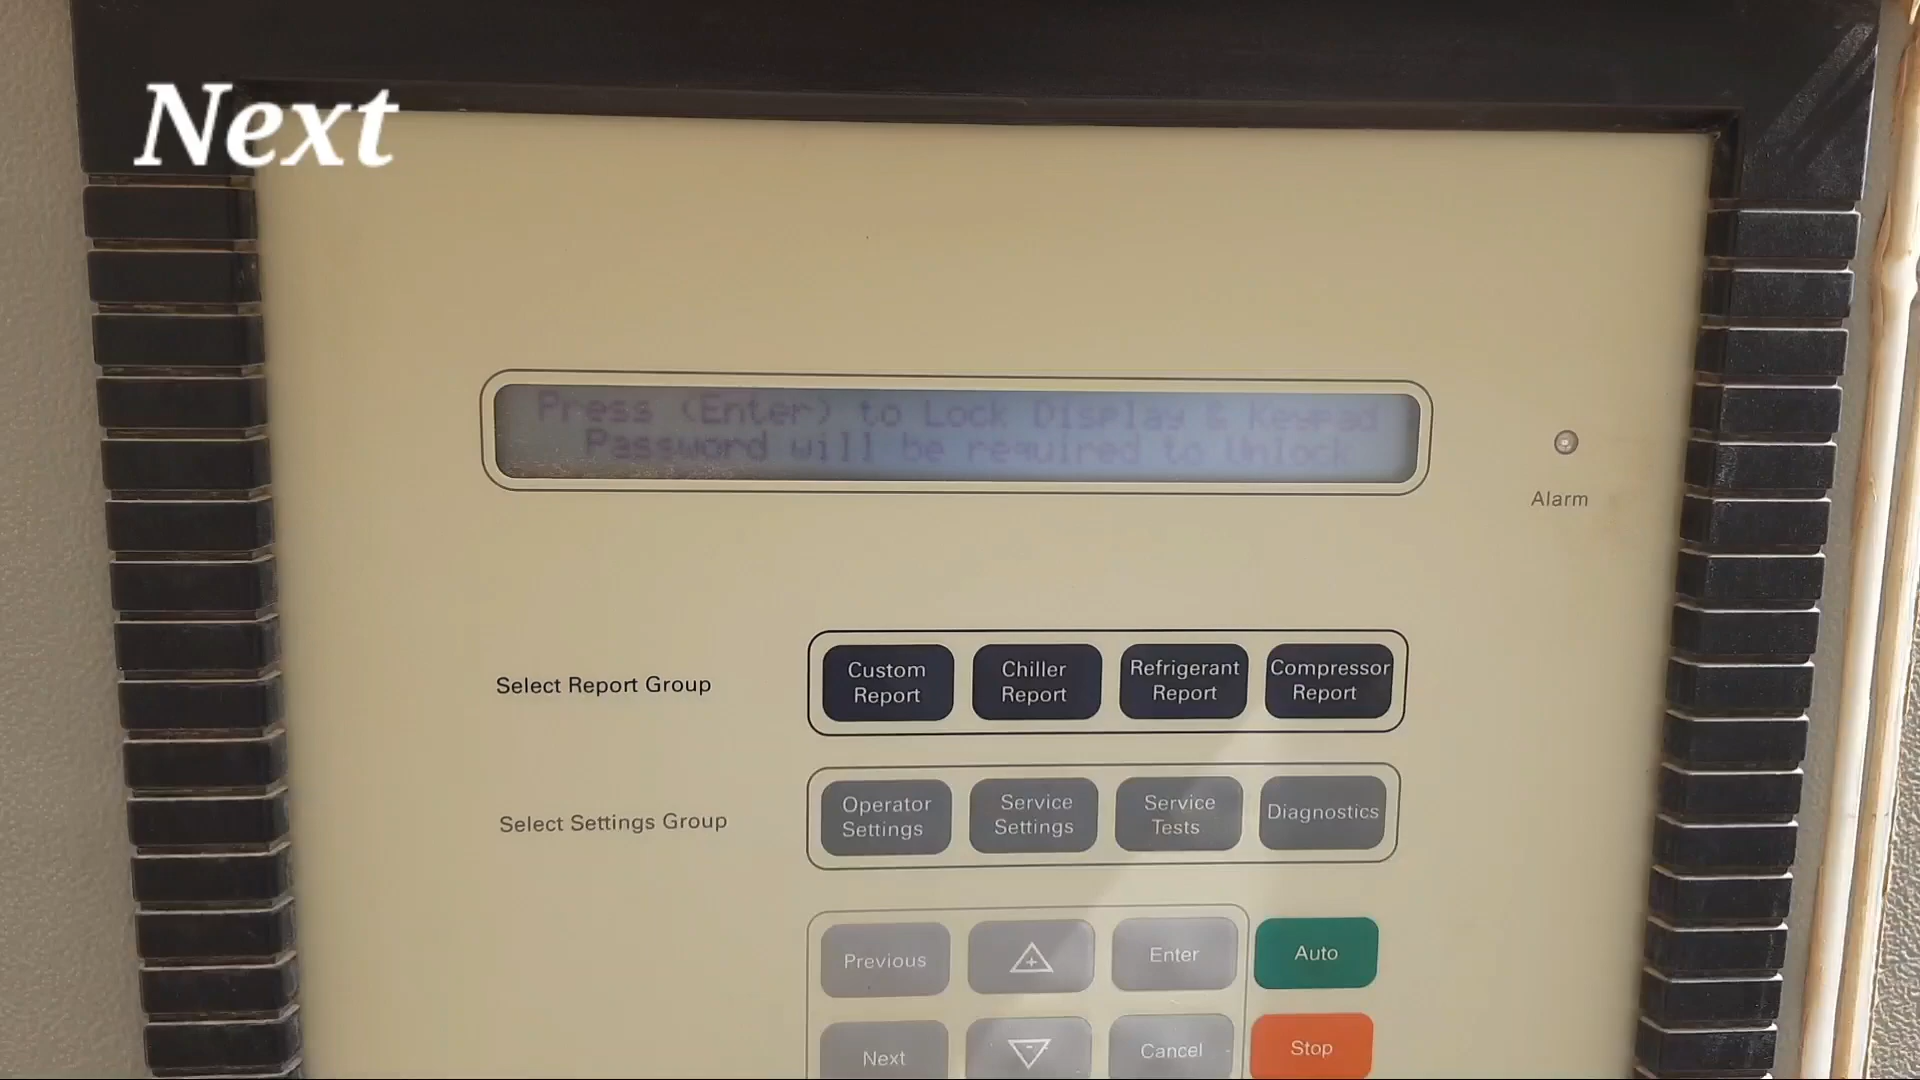 Next
Press (Enter) to Lock Display & Keypad
Password will be required to Unlock
Alarm
Select Report Group
Custom Report
Chiller Report
Refrigerant Report
Compressor Report
Select Settings Group
Operator Settings
Service Settings
Service Tests
Diagnostics
Previous
+
Enter
Auto
Next
-
Cancel
Stop